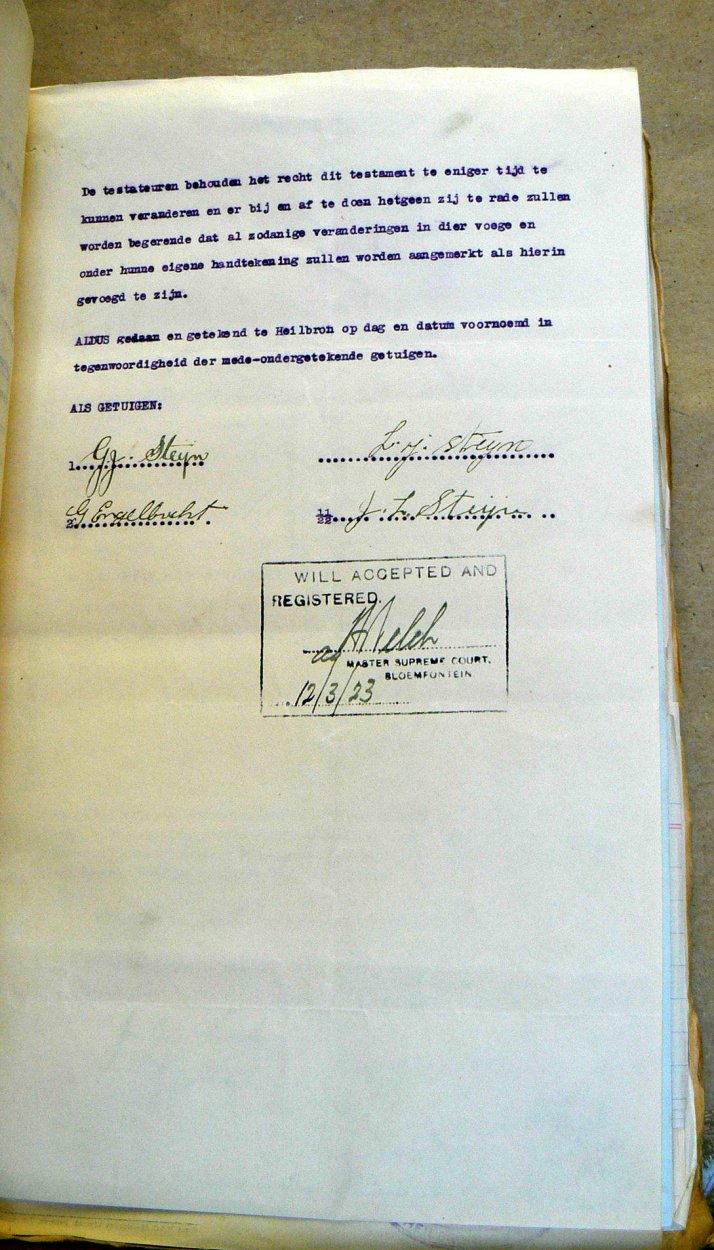 De testateuren behouden het recht dit testament te eniger tijd te
kunnen veranderen en er bij en af te doen hetgeen zij te rade zullen
worden begerende dat al zodanige veranderingen in dier voege en
onder hunne eigene handtekening zullen worden aangemerkt als hierin
gevoegd te zijn.
ALDUS gedaan en getekend te Heilbron op dag en datum voornoemd in
tegenwoordigheid der mede-ondergetekende getuigen.
ALS GETUIGEN:
1. G.J. Steyn
L. J. Steyn
2. G Engelbrecht
J. L. Steijn
WILL ACCEPTED AND
REGISTERED.
Welch
MASTER SUPREME COURT,
BLOEMFONTEIN
12/3/23